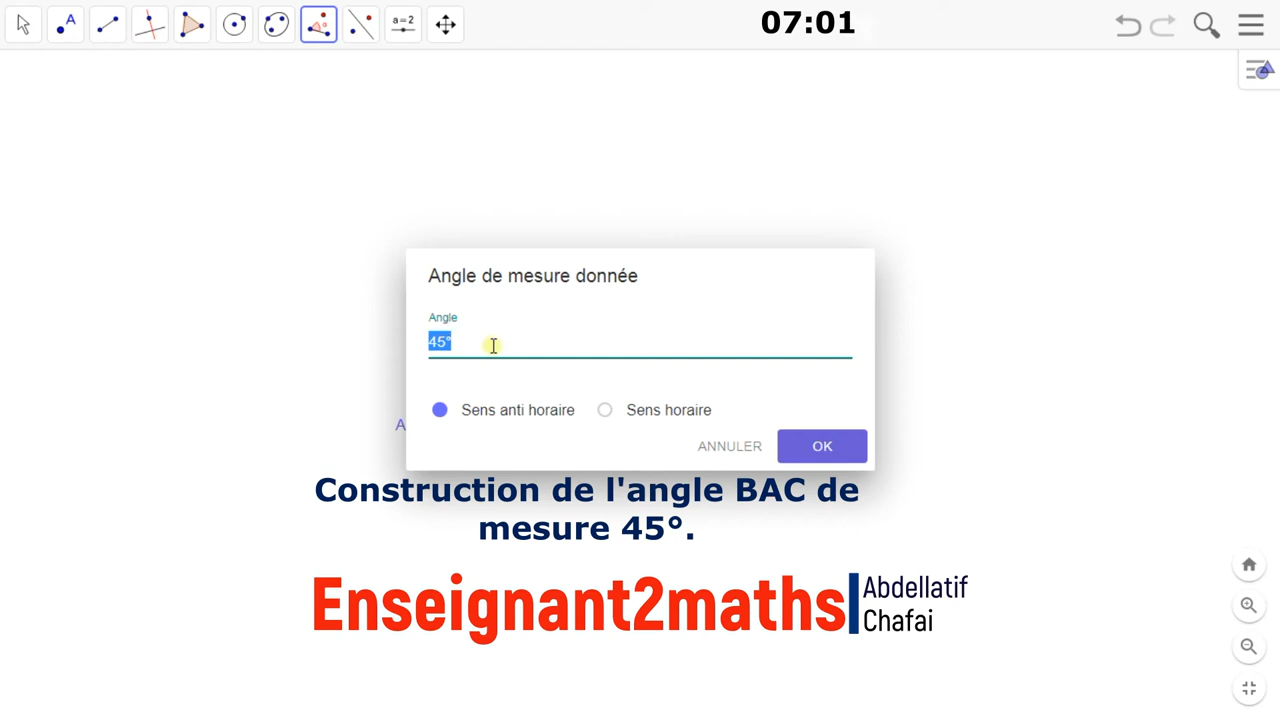 A
a=2
07:01
Angle de mesure donnée
Angle
45°
Sens anti horaire
Sens horaire
A
ANNULER
OK
Construction de l'angle BAC de
mesure 45°.
Enseignant2maths
Abdellatif
Chafai